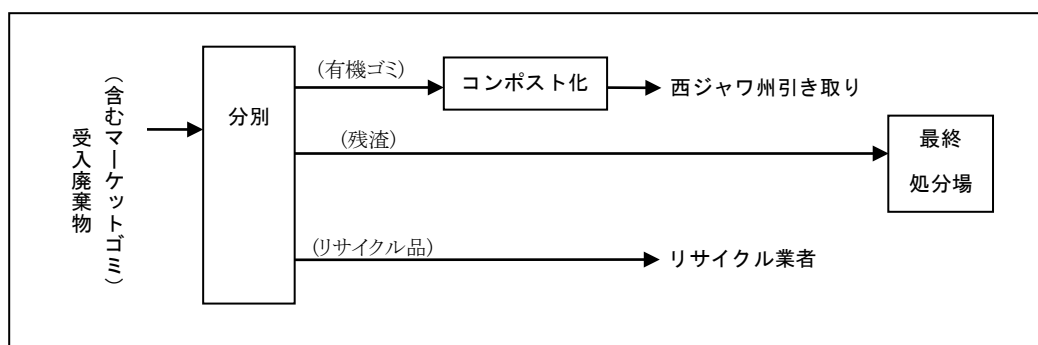 受入廃棄物
（含むマーケットゴミ）
分別
(有機ゴミ)
コンポスト化
西ジャワ州引き取り
(残渣)
最終
処分場
(リサイクル品)
リサイクル業者